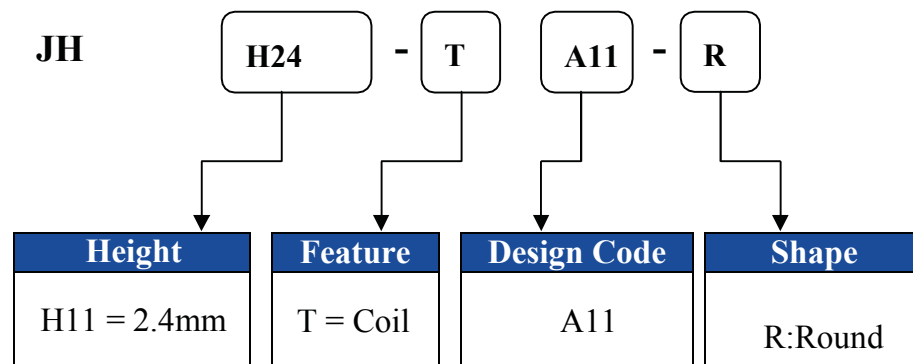 JH H24 - T A11 - R
Height Feature Design Code Shape
H11 = 2.4mm T = Coil A11 R:Round